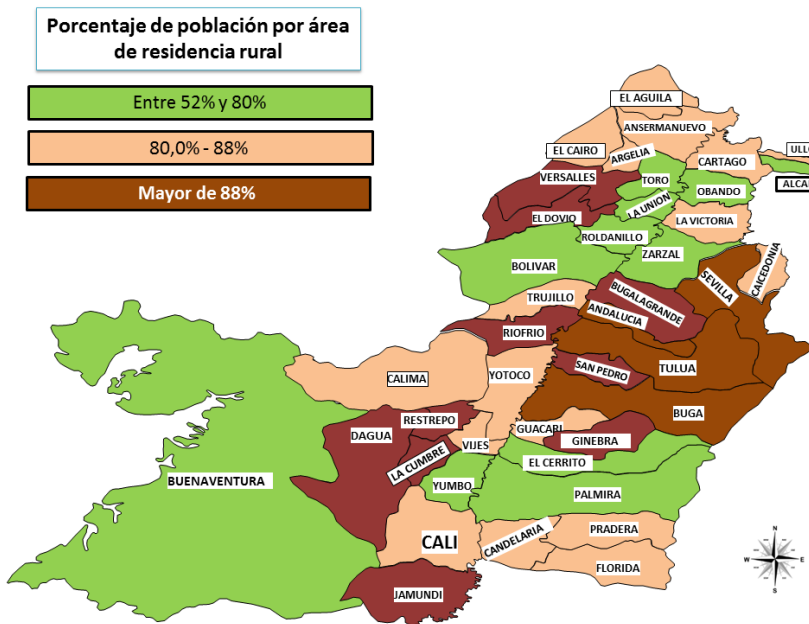 Porcentaje de población por área
de residencia rural
Entre 52% y 80%
80,0% - 88%
Mayor de 88%
EL AGUILA
ANSERMANUEVO
EL CAIRO
ARGELIA
ULLO
CARTAGO
VERSALLES
TORO
ALCA
OBANDO
LA UNION
EL DOVIO
LA VICTORIA
ROLDANILLO
ZARZAL
BOLIVAR
SEVILLA
CAICEDONIA
TRUJILLO
BUGALAGRANDE
ANDALUCIA
RIOFRIO
SAN PEDRO
TULUA
CALIMA
YOTOCO
BUGA
RESTREPO
GUACARI
DAGUA
GINEBRA
VIJES
LA CUMBRE
EL CERRITO
BUENAVENTURA
YUMBO
PALMIRA
CALI
CANDELARIA
PRADERA
FLORIDA
JAMUNDI
N
W
E
S